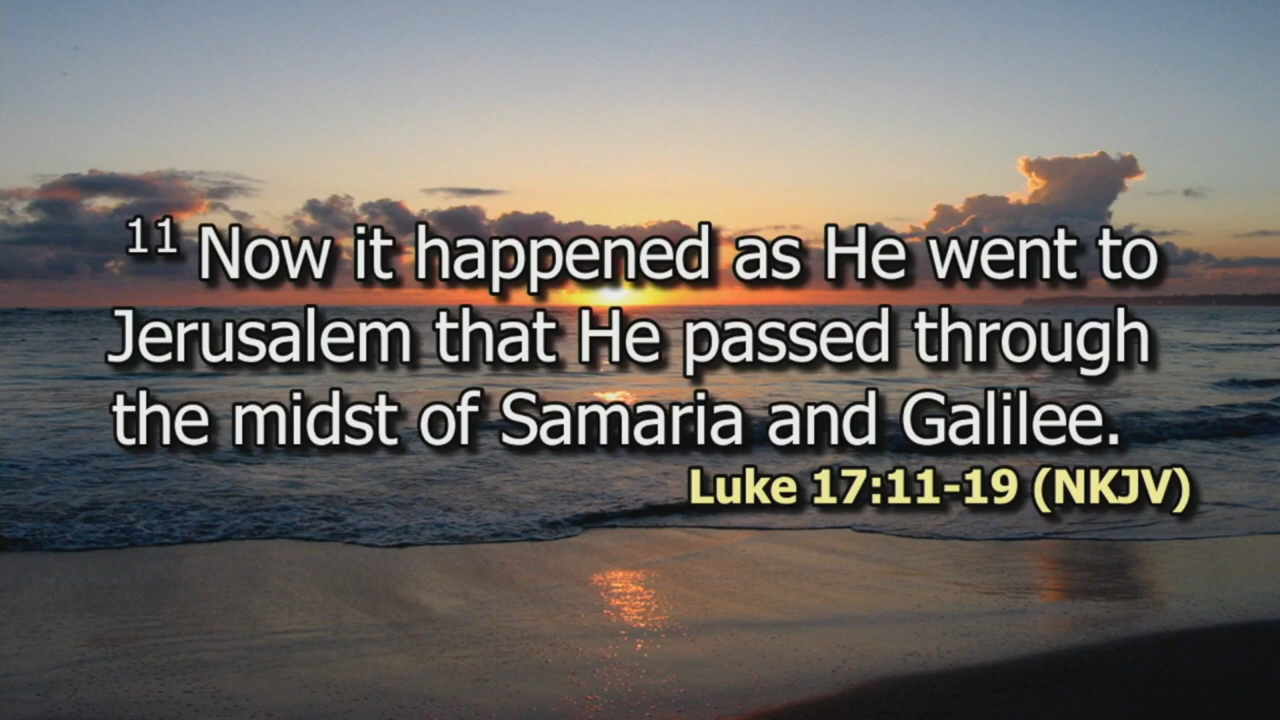 11 Now it happened as He went to
Jerusalem that He passed through
the midst of Samaria and Galilee.
Luke 17:11-19 (NKJV)